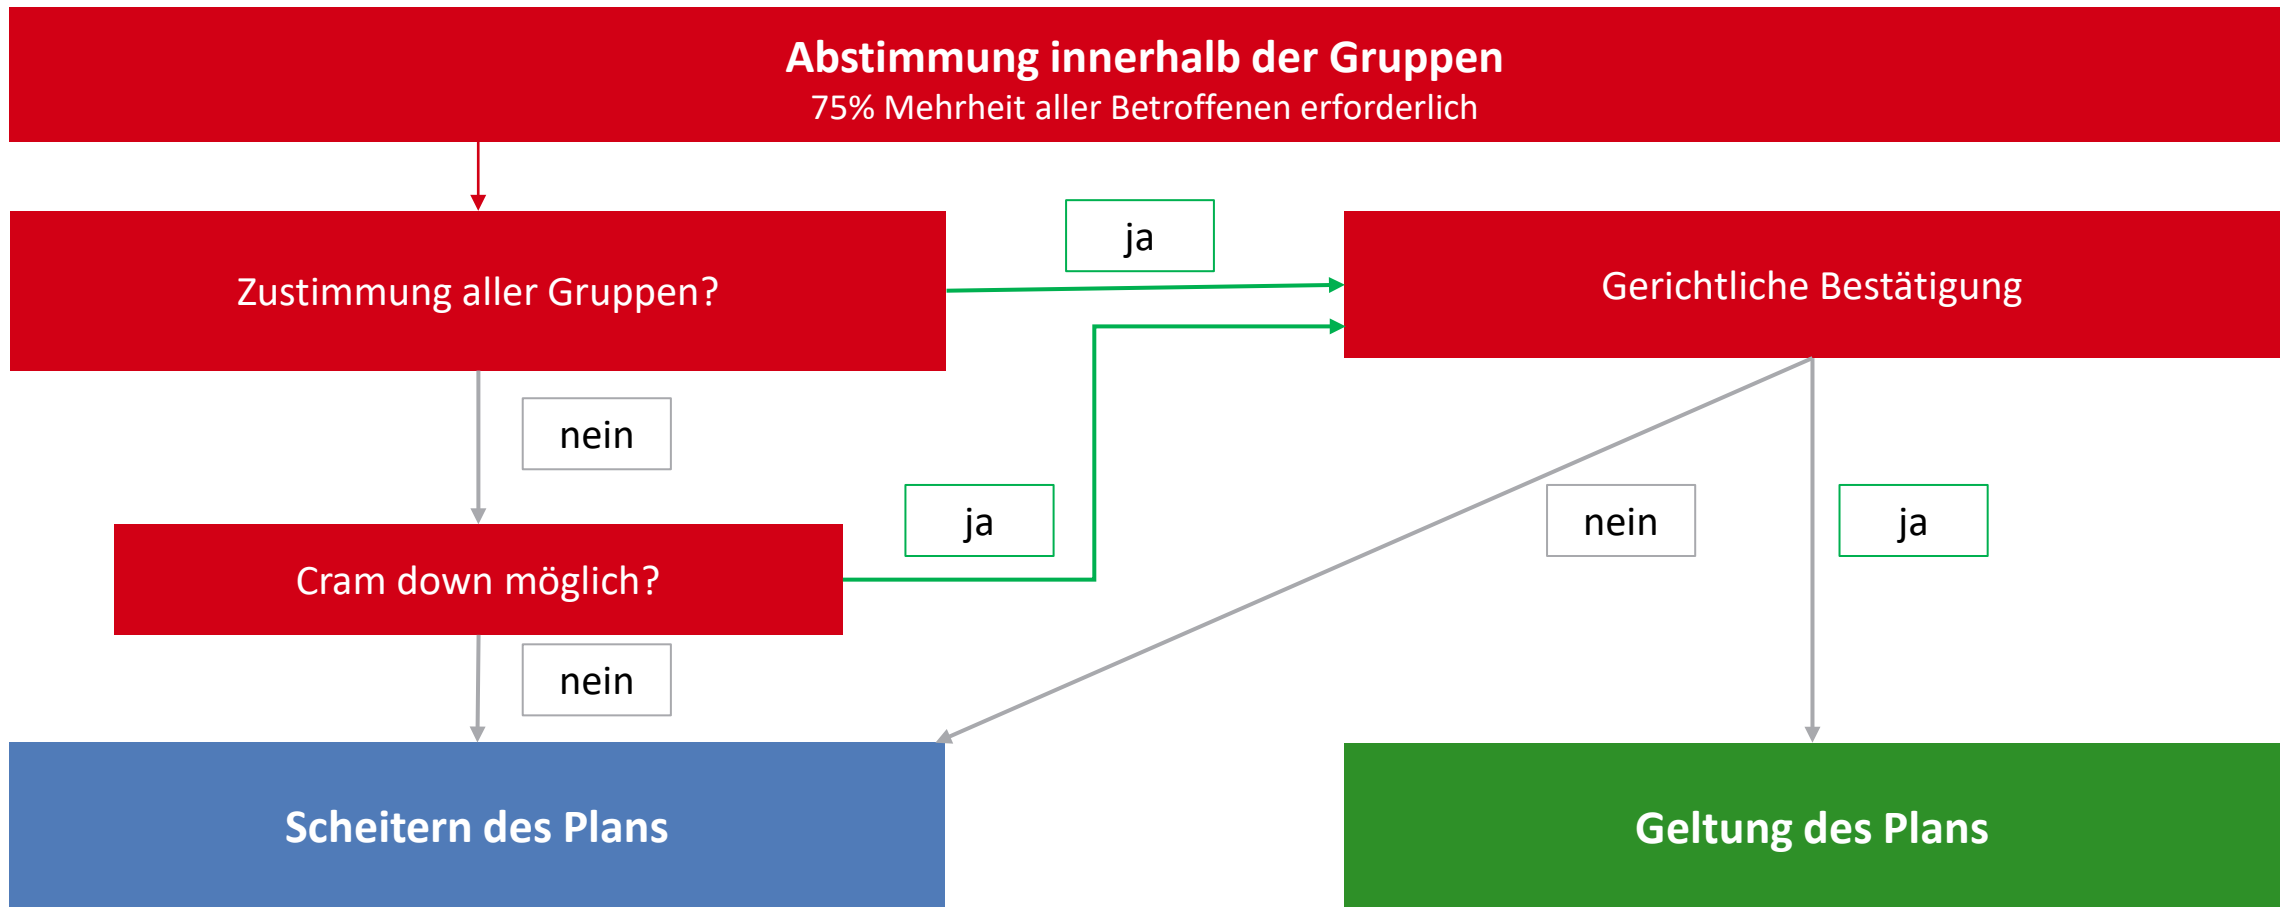 Abstimmung innerhalb der Gruppen
75% Mehrheit aller Betroffenen erforderlich
Zustimmung aller Gruppen?
ja
Gerichtliche Bestätigung
nein
ja
nein
ja
Cram down möglich?
nein
Scheitern des Plans
Geltung des Plans